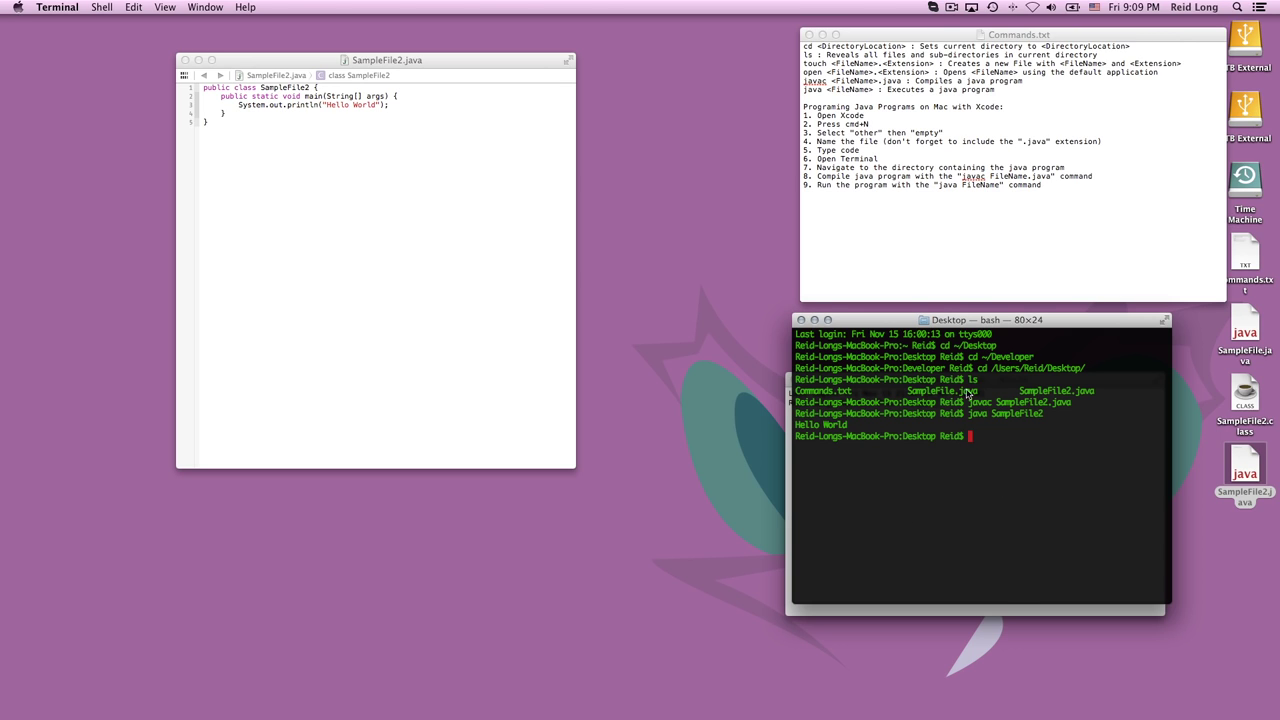 Terminal Shell Edit View Window Help
Fri 9:09 PM Reid Long
SampleFile2.java
SampleFile2.java class SampleFile2
1 public class SampleFile2 {
2 public static void main(String[] args) {
3 System.out.println("Hello World");
4 }
5 }
Commands.txt
cd <DirectoryLocation> : Sets current directory to <DirectoryLocation>
ls : Reveals all files and sub-directories in current directory
touch <FileName>.<Extension> : Creates a new File with <FileName> and <Extension>
open <FileName>.<Extension> : Opens <FileName> using the default application
javac <FileName>.java : Compiles a java program
java <FileName> : Executes a java program
Programing Java Programs on Mac with Xcode:
1. Open Xcode
2. Press cmd+N
3. Select "other" then "empty"
4. Name the file (don't forget to include the ".java" extension)
5. Type code
6. Open Terminal
7. Navigate to the directory containing the java program
8. Compile java program with the "javac FileName.java" command
9. Run the program with the "java FileName" command
Desktop — bash — 80×24
Last login: Fri Nov 15 16:00:13 on ttys000
Reid-Longs-MacBook-Pro:~ Reid$ cd ~/Desktop
Reid-Longs-MacBook-Pro:Desktop Reid$ cd ~/Developer
Reid-Longs-MacBook-Pro:Developer Reid$ cd /Users/Reid/Desktop/
Reid-Longs-MacBook-Pro:Desktop Reid$ ls
Commands.txt SampleFile.java SampleFile2.java
Reid-Longs-MacBook-Pro:Desktop Reid$ javac SampleFile2.java
Reid-Longs-MacBook-Pro:Desktop Reid$ java SampleFile2
Hello World
Reid-Longs-MacBook-Pro:Desktop Reid$
TB External
TB External
Time
Machine
TXT
ommands.tx
t
java
SampleFile.jav
a
CLASS
SampleFile2.c
lass
java
SampleFile2.j
ava